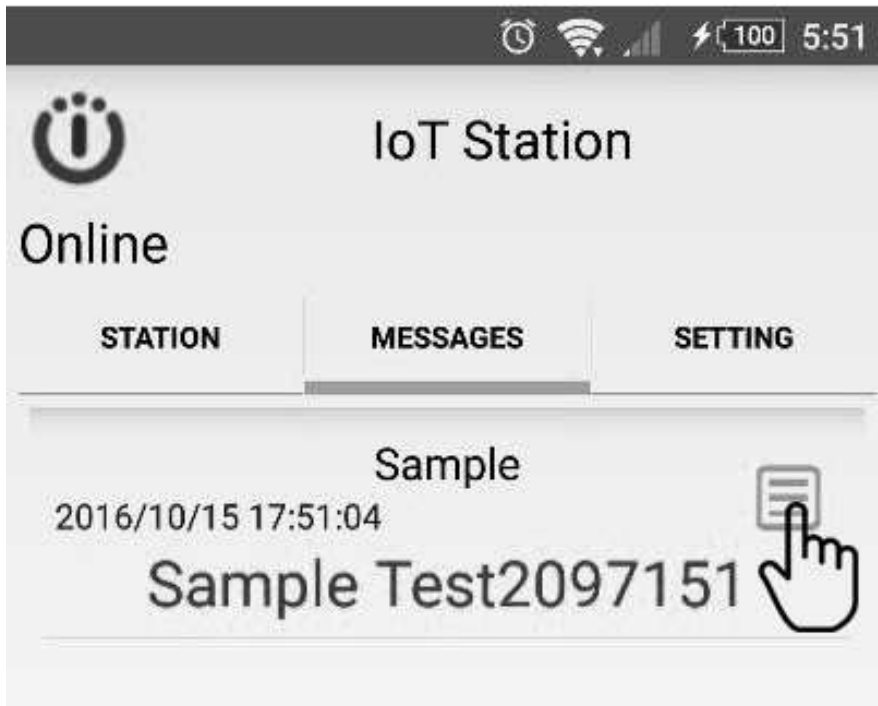 100 5:51
IoT Station
Online
STATION MESSAGES SETTING
Sample
2016/10/15 17:51:04
Sample Test2097151